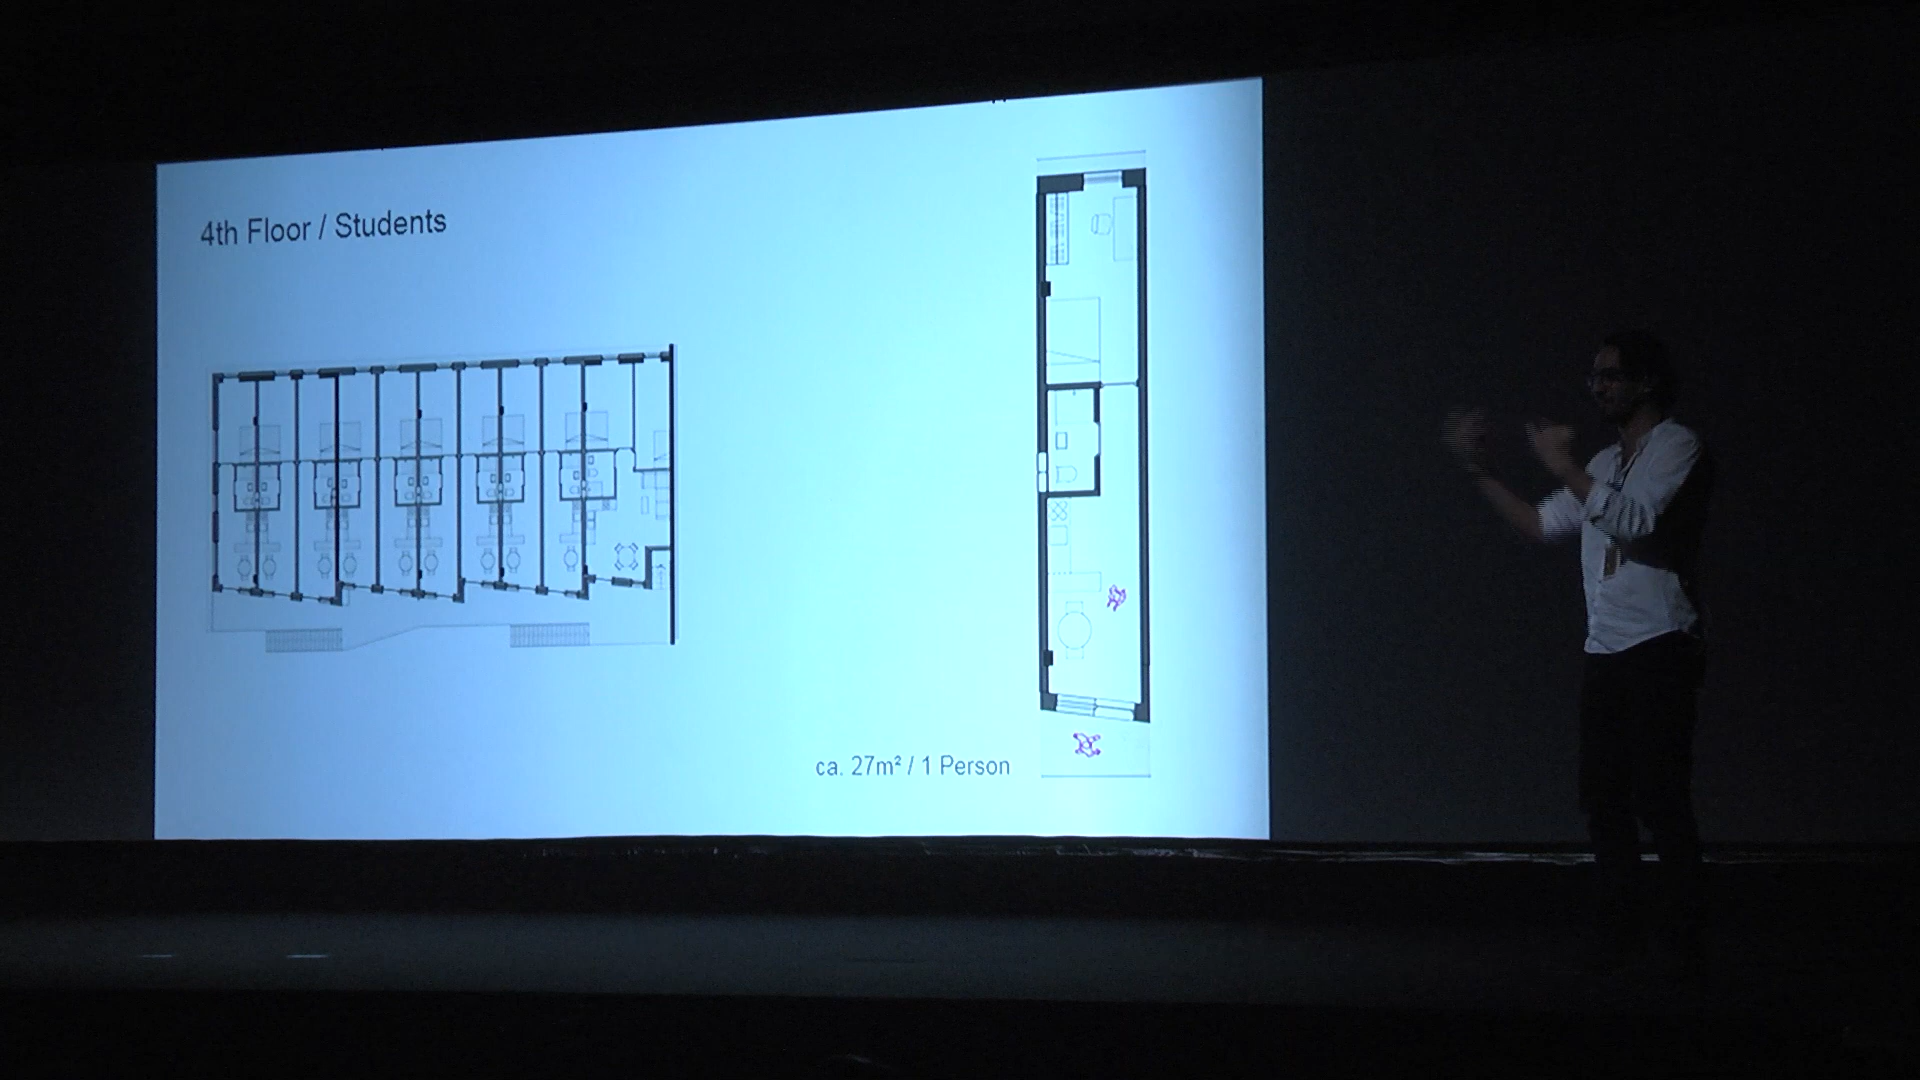 4th Floor / Students
ca. 27m² / 1 Person